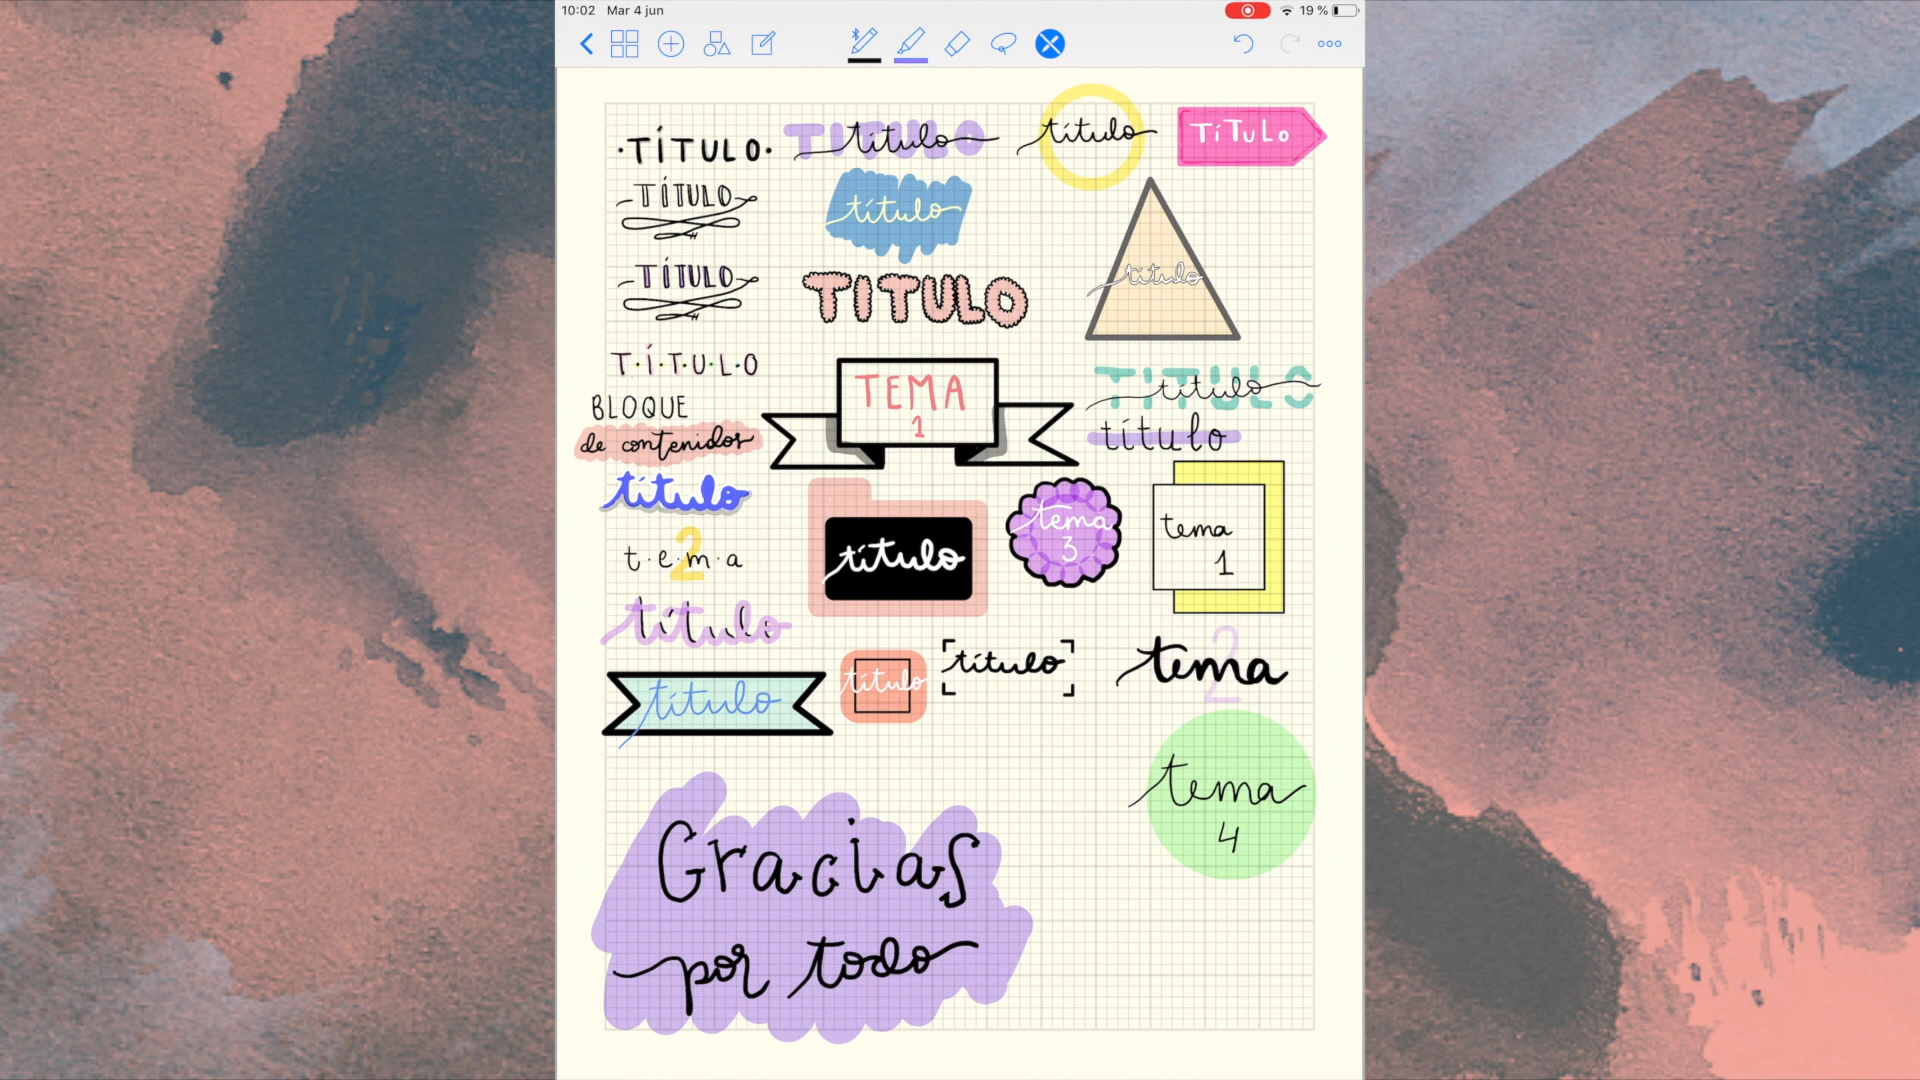 10:02 Mar 4 jun
19 %
·TÍTULO·
TITULO
título
título
TíTuLo
TÍTULO
título
TÍTULO
TITULO
título
T·Í·T·U·L·O
TEMA
1
TITULO
título
BLOQUE
de contenidos
título
título
título
tema
3
tema
1
2
t·e·m·a
título
título
título
título
2
tema
tema
4
Gracias
por todo